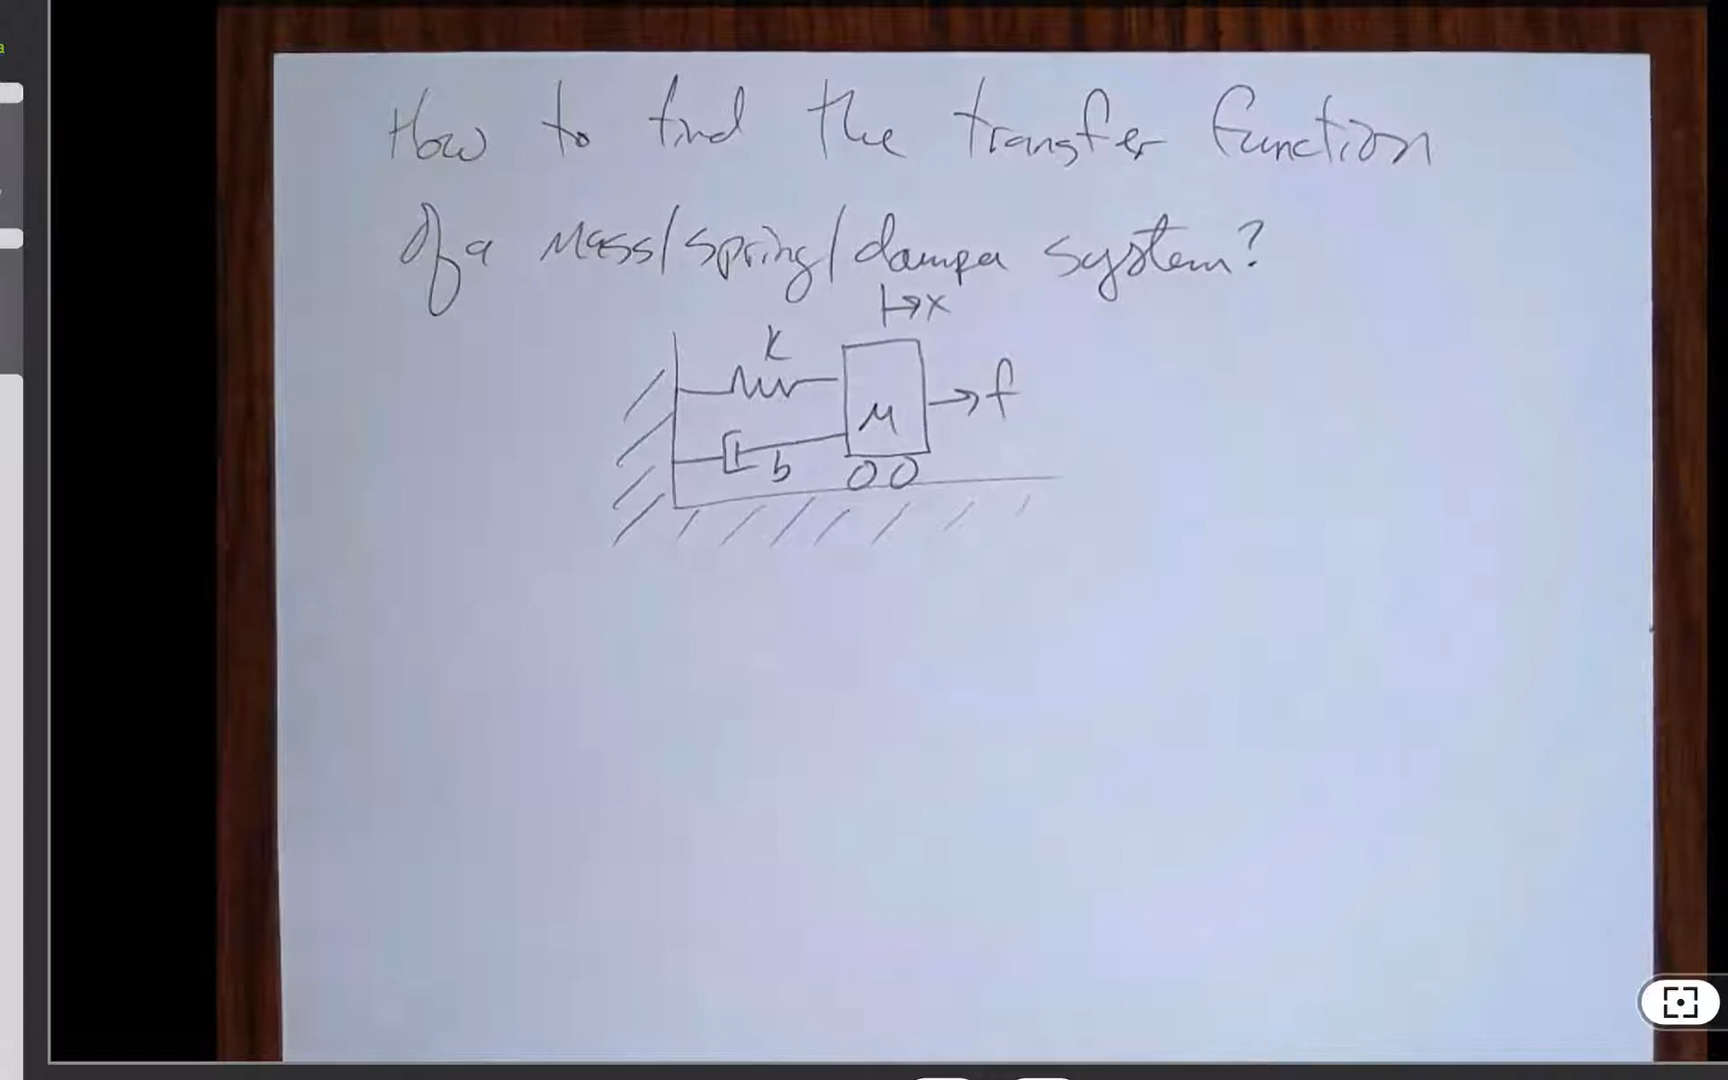 How to find the transfer function
of a mass/spring/damper system?
x
K
M
f
b
a